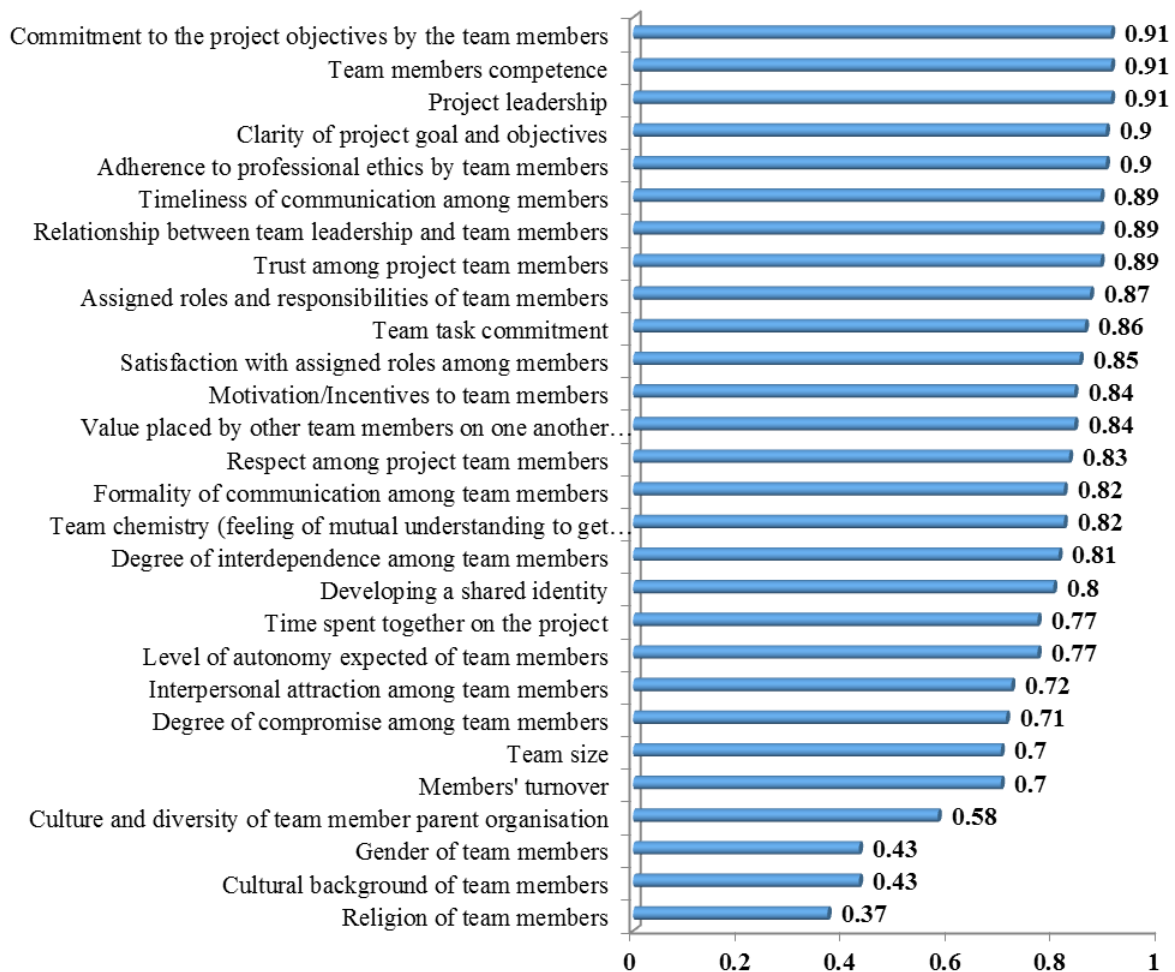 Commitment to the project objectives by the team members 0.91
Team members competence 0.91
Project leadership 0.91
Clarity of project goal and objectives 0.9
Adherence to professional ethics by team members 0.9
Timeliness of communication among members 0.89
Relationship between team leadership and team members 0.89
Trust among project team members 0.89
Assigned roles and responsibilities of team members 0.87
Team task commitment 0.86
Satisfaction with assigned roles among members 0.85
Motivation/Incentives to team members 0.84
Value placed by other team members on one another… 0.84
Respect among project team members 0.83
Formality of communication among team members 0.82
Team chemistry (feeling of mutual understanding to get… 0.82
Degree of interdependence among team members 0.81
Developing a shared identity 0.8
Time spent together on the project 0.77
Level of autonomy expected of team members 0.77
Interpersonal attraction among team members 0.72
Degree of compromise among team members 0.71
Team size 0.7
Members' turnover 0.7
Culture and diversity of team member parent organisation 0.58
Gender of team members 0.43
Cultural background of team members 0.43
Religion of team members 0.37
0 0.2 0.4 0.6 0.8 1